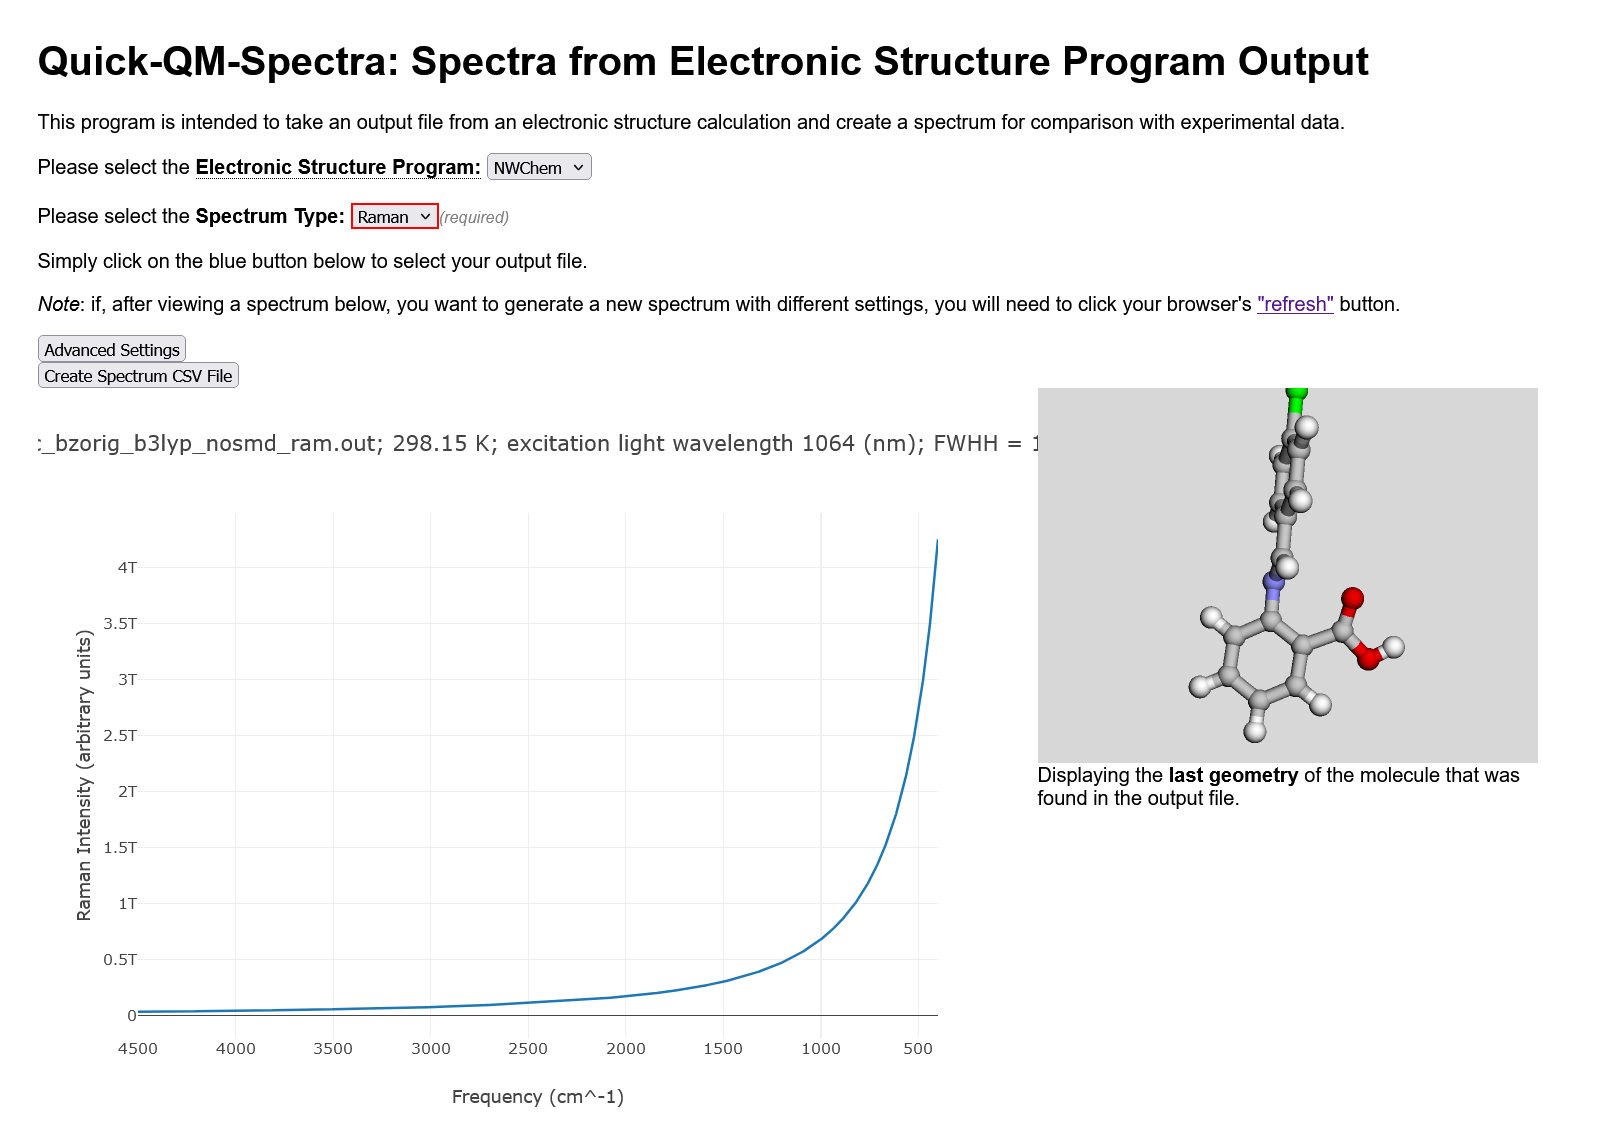 Quick-QM-Spectra: Spectra from Electronic Structure Program Output
This program is intended to take an output file from an electronic structure calculation and create a spectrum for comparison with experimental data.
Please select the Electronic Structure Program: NWChem
Please select the Spectrum Type: Raman (required)
Simply click on the blue button below to select your output file.
Note: if, after viewing a spectrum below, you want to generate a new spectrum with different settings, you will need to click your browser's "refresh" button.
Advanced Settings
Create Spectrum CSV File
c_bzorig_b3lyp_nosmd_ram.out; 298.15 K; excitation light wavelength 1064 (nm); FWHH = 1
4T
3.5T
3T
2.5T
2T
1.5T
1T
0.5T
0
Raman Intensity (arbitrary units)
4500 4000 3500 3000 2500 2000 1500 1000 500
Frequency (cm^-1)
Displaying the last geometry of the molecule that was
found in the output file.